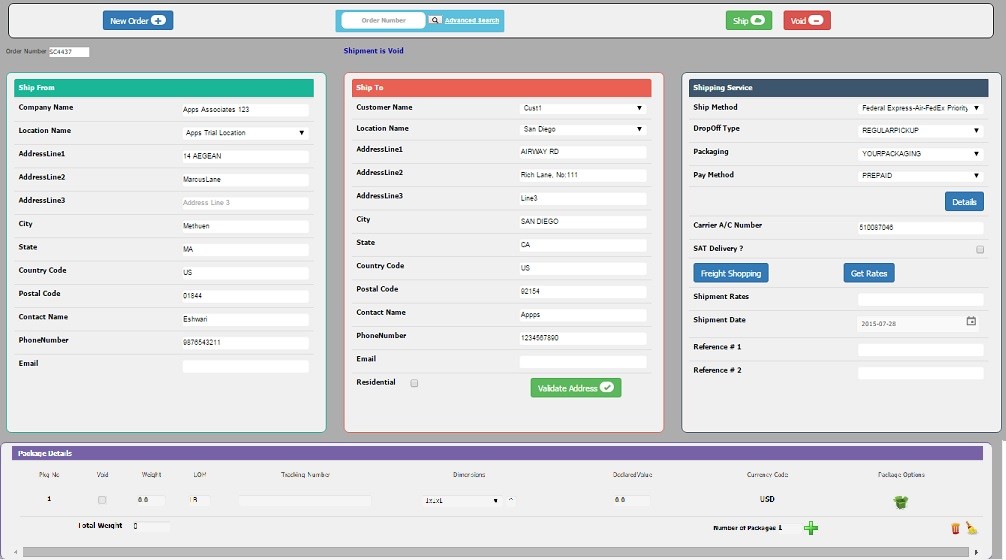 New Order
Order Number
Advanced Search
Ship
Void
Order Number SC4437
Shipment is Void
Ship From
Company Name Apps Associates 123
Location Name Apps Trial Location
AddressLine1 14 AEGEAN
AddressLine2 MarcusLane
AddressLine3 Address Line 3
City Methuen
State MA
Country Code US
Postal Code 01844
Contact Name Eshwari
PhoneNumber 9876543211
Email
Ship To
Customer Name Cust1
Location Name San Diego
AddressLine1 AIRWAY RD
AddressLine2 Rich Lane, No:111
AddressLine3 Line3
City SAN DIEGO
State CA
Country Code US
Postal Code 92154
Contact Name Appps
PhoneNumber 1234567890
Email
Residential
Validate Address
Shipping Service
Ship Method Federal Express-Air-FedEx Priority
DropOff Type REGULARPICKUP
Packaging YOURPACKAGING
Pay Method PREPAID
Details
Carrier A/C Number 510087046
SAT Delivery ?
Freight Shopping Get Rates
Shipment Rates
Shipment Date 2015-07-28
Reference # 1
Reference # 2
Package Details
Pkg No Void Weight UOM Tracking Number Dimensions DeclaredValue Currency Code Package Options
1 0.0 LB 1x1x1 0.0 USD
Total Weight 0 Number of Packages 1